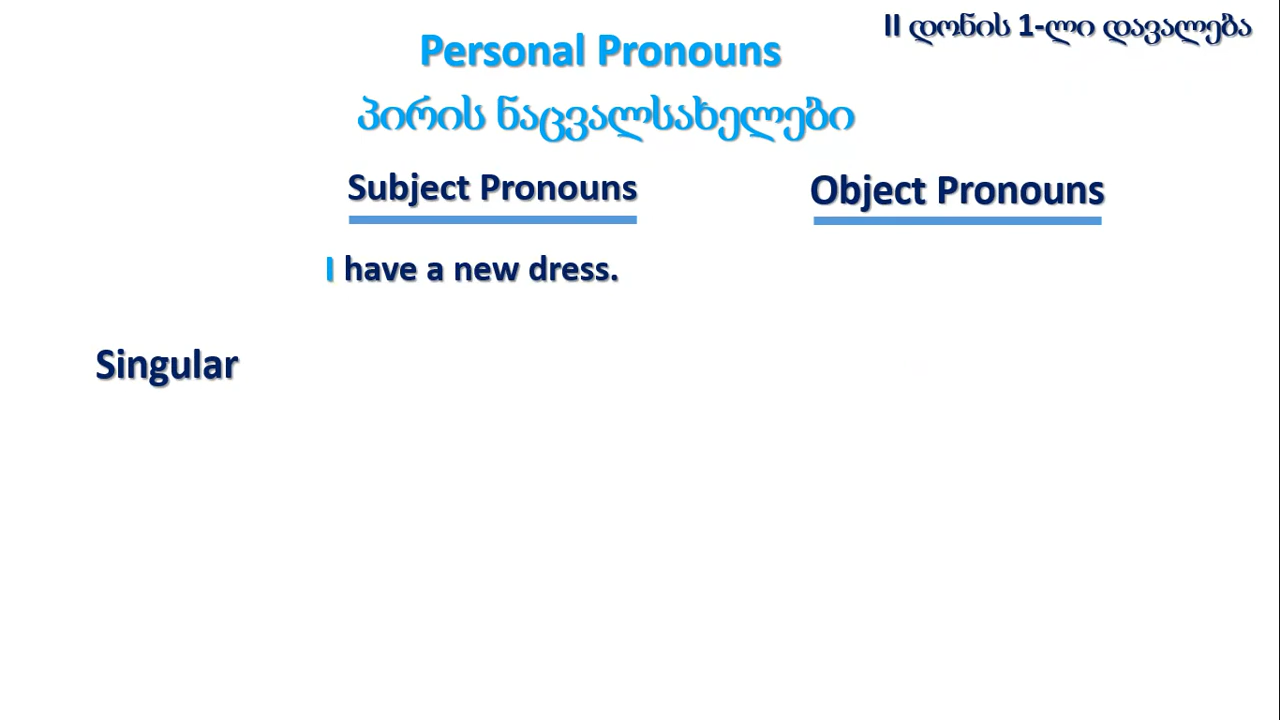 II დონის 1-ლი დავალება
Personal Pronouns
პირის ნაცვალსახელები
Subject Pronouns
Object Pronouns
I have a new dress.
Singular